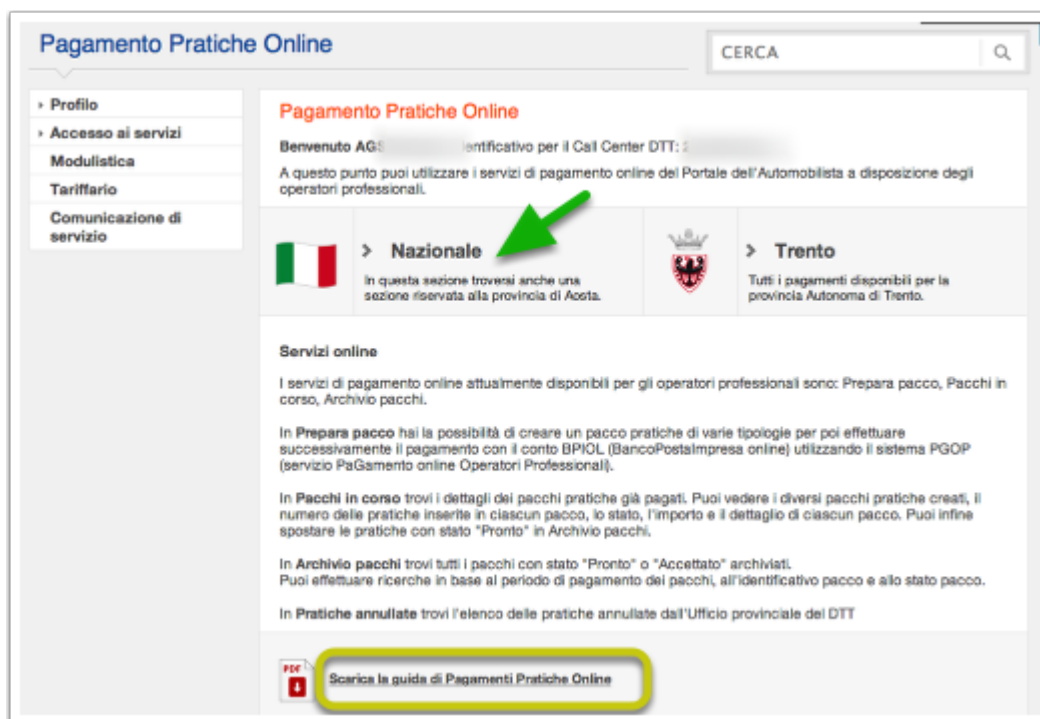 Pagamento Pratiche Online
CERCA
Profilo
Accesso ai servizi
Modulistica
Tariffario
Comunicazione di
servizio
Pagamento Pratiche Online
Benvenuto AGS entificativo per il Call Center DTT: 2
A questo punto puoi utilizzare i servizi di pagamento online del Portale dell'Automobilista a disposizione degli
operatori professionali.
> Nazionale
In questa sezione troversi anche una
sezione riservata alla provincia di Aosta.
> Trento
Tutti i pagamenti disponibili per la
provincia Autonoma di Trento.
Servizi online
I servizi di pagamento online attualmente disponibili per gli operatori professionali sono: Prepara pacco, Pacchi in
corso, Archivio pacchi.
In Prepara pacco hai la possibilità di creare un pacco pratiche di varie tipologie per poi effettuare
successivamente il pagamento con il conto BPIOL (BancoPostaImpresa online) utilizzando il sistema PGOP
(servizio PaGamento online Operatori Professionali).
In Pacchi in corso trovi i dettagli dei pacchi pratiche già pagati. Puoi vedere i diversi pacchi pratiche creati, il
numero delle pratiche inserite in ciascun pacco, lo stato, l'importo e il dettaglio di ciascun pacco. Puoi infine
spostare le pratiche con stato "Pronto" in Archivio pacchi.
In Archivio pacchi trovi tutti i pacchi con stato "Pronto" o "Accettato" archiviati.
Puoi effettuare ricerche in base al periodo di pagamento dei pacchi, all'identificativo pacco e allo stato pacco.
In Pratiche annullate trovi l'elenco delle pratiche annullate dall'Ufficio provinciale del DTT
PDF
Scarica la guida di Pagamenti Pratiche Online